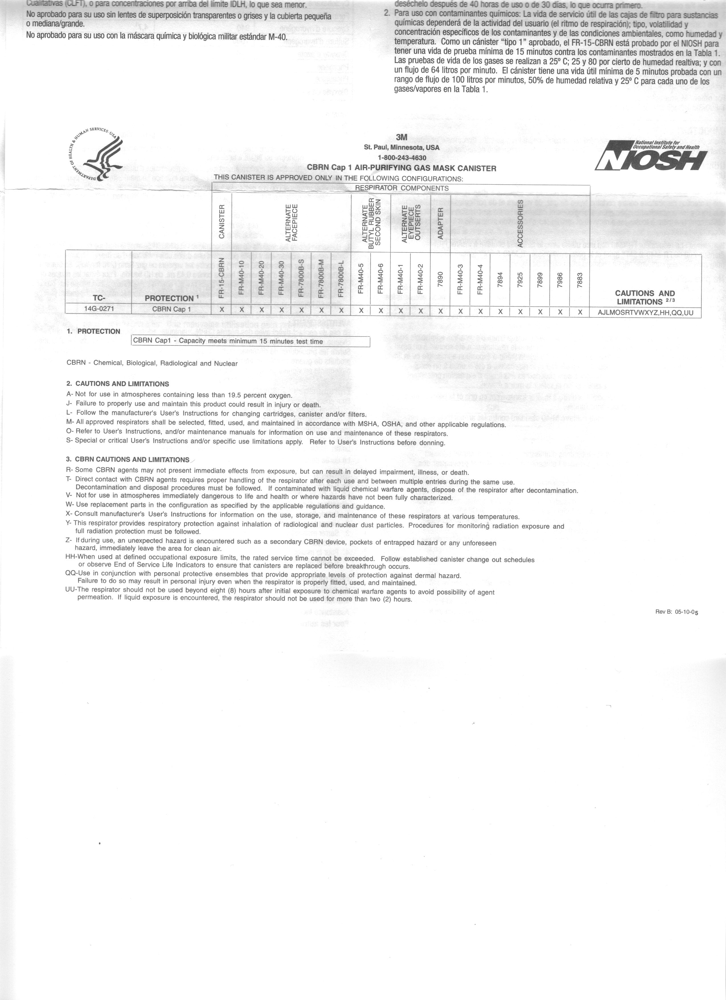 Cualitativas (CLFT), o para concentraciones por arriba del límite IDLH, lo que sea menor.
No aprobado para su uso sin lentes de superposición transparentes o grises y la cubierta pequeña
o mediana/grande.
No aprobado para su uso con la máscara química y biológica militar estándar M-40.
deséchelo después de 40 horas de uso o de 30 días, lo que ocurra primero.
2. Para uso con contaminantes químicos: La vida de servicio útil de las cajas de filtro para sustancias
químicas dependerá de la actividad del usuario (el ritmo de respiración); tipo, volatilidad y
concentración específicos de los contaminantes y de las condiciones ambientales, como humedad y
temperatura. Como un cánister “tipo 1” aprobado, el FR-15-CBRN está probado por el NIOSH para
tener una vida de prueba mínima de 15 minutos contra los contaminantes mostrados en la Tabla 1.
Las pruebas de vida de los gases se realizan a 25º C; 25 y 80 por cierto de humedad realtiva; y con
un flujo de 64 litros por minuto. El cánister tiene una vida útil mínima de 5 minutos probada con un
rango de flujo de 100 litros por minutos, 50% de humedad relativa y 25º C para cada uno de los
gases/vapores en la Tabla 1.
DEPARTMENT OF HEALTH & HUMAN SERVICES·USA
3M
St. Paul, Minnesota, USA
1-800-243-4630
CBRN Cap 1 AIR-PURIFYING GAS MASK CANISTER
National Institute for
Occupational Safety and Health
NIOSH
THIS CANISTER IS APPROVED ONLY IN THE FOLLOWING CONFIGURATIONS:
RESPIRATOR COMPONENTS
CANISTER
ALTERNATE
FACEPIECE
ALTERNATE
BUTYL RUBBER
SECOND SKIN
ALTERNATE
EYEPIECE
OUTSERTS
ADAPTER
ACCESSORIES
TC- PROTECTION 1 FR-15-CBRN FR-M40-10 FR-M40-20 FR-M40-30 FR-7800B-S FR-7800B-M FR-7800B-L FR-M40-5 FR-M40-6 FR-M40-1 FR-M40-2 7890 FR-M40-3 FR-M40-4 7894 7925 7899 7986 7883 CAUTIONS AND
LIMITATIONS 2/3
14G-0271 CBRN Cap 1 X X X X X X X X X X X X X X X X X X X AJLMOSRTVWXYZ,HH,QQ,UU
1. PROTECTION
CBRN Cap1 - Capacity meets minimum 15 minutes test time
CBRN - Chemical, Biological, Radiological and Nuclear
2. CAUTIONS AND LIMITATIONS
A- Not for use in atmospheres containing less than 19.5 percent oxygen.
J- Failure to properly use and maintain this product could result in injury or death.
L- Follow the manufacturer's User's Instructions for changing cartridges, canister and/or filters.
M- All approved respirators shall be selected, fitted, used, and maintained in accordance with MSHA, OSHA, and other applicable regulations.
O- Refer to User's Instructions, and/or maintenance manuals for information on use and maintenance of these respirators.
S- Special or critical User's Instructions and/or specific use limitations apply. Refer to User's Instructions before donning.
3. CBRN CAUTIONS AND LIMITATIONS
R- Some CBRN agents may not present immediate effects from exposure, but can result in delayed impairment, illness, or death.
T- Direct contact with CBRN agents requires proper handling of the respirator after each use and between multiple entries during the same use.
Decontamination and disposal procedures must be followed. If contaminated with liquid chemical warfare agents, dispose of the respirator after decontamination.
V- Not for use in atmospheres immediately dangerous to life and health or where hazards have not been fully characterized.
W- Use replacement parts in the configuration as specified by the applicable regulations and guidance.
X- Consult manufacturer's User's Instructions for information on the use, storage, and maintenance of these respirators at various temperatures.
Y- This respirator provides respiratory protection against inhalation of radiological and nuclear dust particles. Procedures for monitoring radiation exposure and
full radiation protection must be followed.
Z- If during use, an unexpected hazard is encountered such as a secondary CBRN device, pockets of entrapped hazard or any unforeseen
hazard, immediately leave the area for clean air.
HH-When used at defined occupational exposure limits, the rated service time cannot be exceeded. Follow established canister change out schedules
or observe End of Service Life Indicators to ensure that canisters are replaced before breakthrough occurs.
QQ-Use in conjunction with personal protective ensembles that provide appropriate levels of protection against dermal hazard.
Failure to do so may result in personal injury even when the respirator is properly fitted, used, and maintained.
UU-The respirator should not be used beyond eight (8) hours after initial exposure to chemical warfare agents to avoid possibility of agent
permeation. If liquid exposure is encountered, the respirator should not be used for more than two (2) hours.
Rev B: 05-10-05